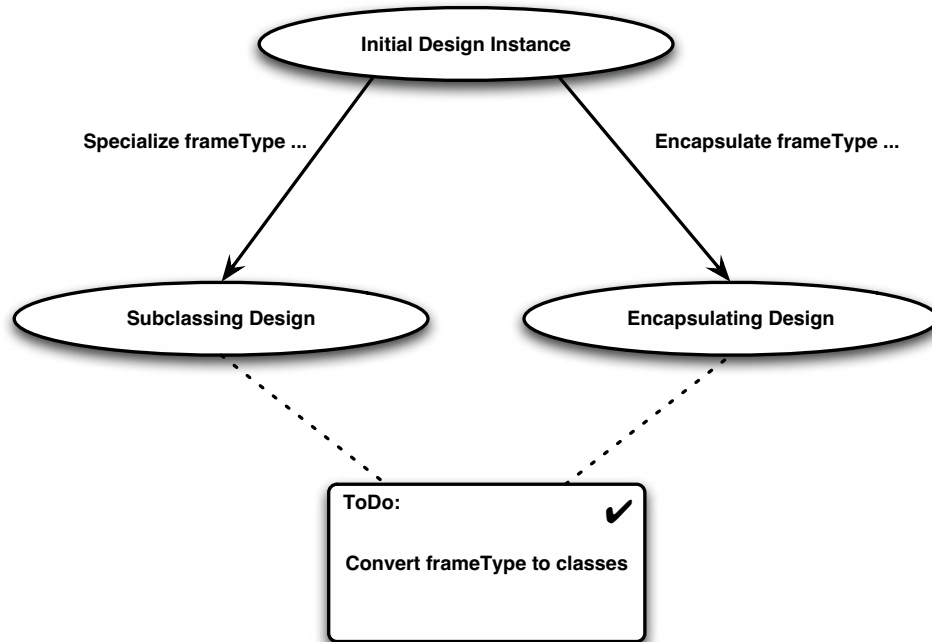 Initial Design Instance
Specialize frameType ...
Encapsulate frameType ...
Subclassing Design
Encapsulating Design
ToDo:
✔
Convert frameType to classes